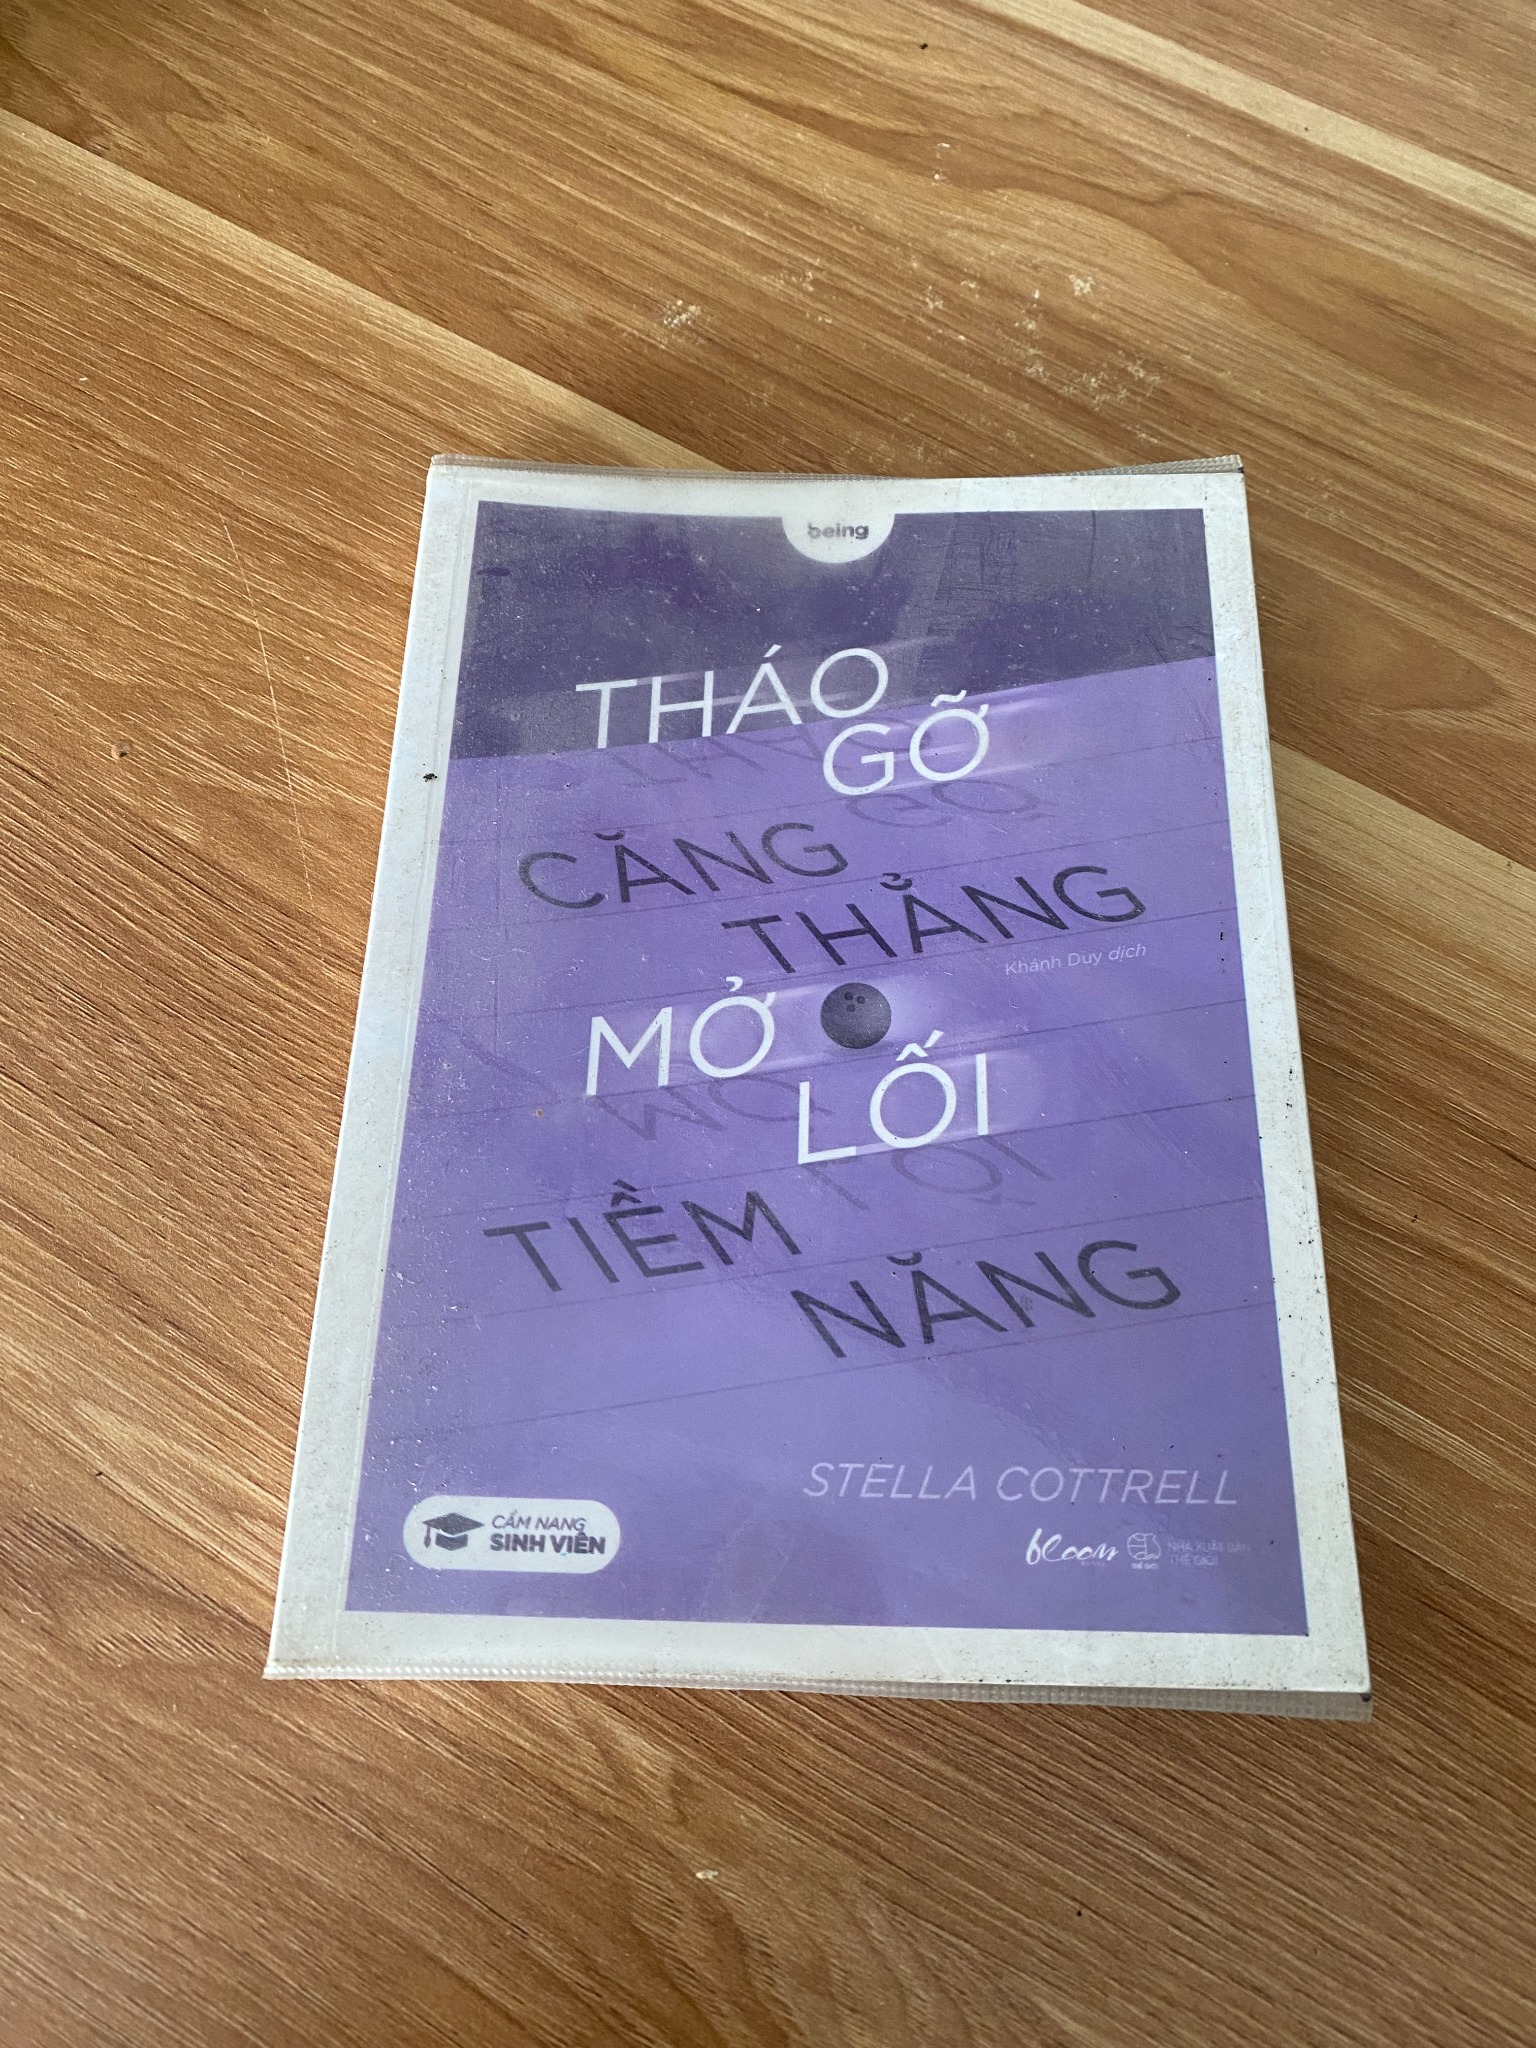 being
THÁO
GỠ
CĂNG
THẲNG
Khánh Duy dịch
MỞ
LỐI
TIỀM
NĂNG
STELLA COTTRELL
CẨM NANG
SINH VIÊN
bloom
NHÀ XUẤT BẢN
THẾ GIỚI